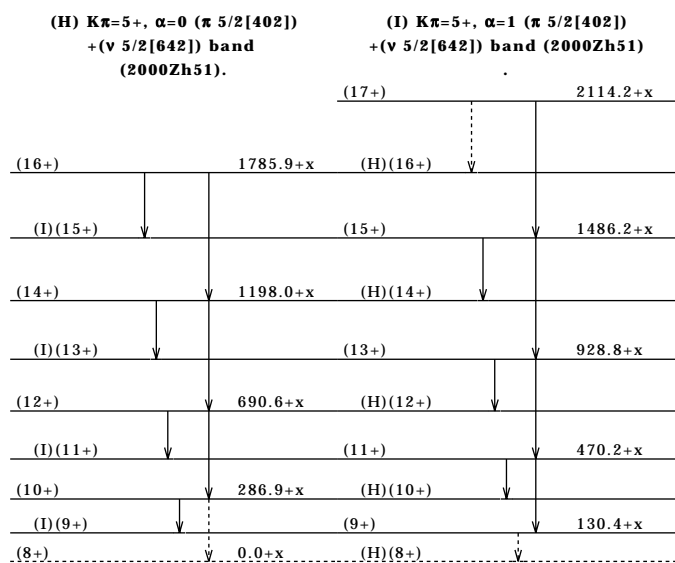 (H) Kπ=5+, α=0 (π 5/2[402])
+(ν 5/2[642]) band
(2000Zh51).
(I) Kπ=5+, α=1 (π 5/2[402])
+(ν 5/2[642]) band (2000Zh51)
.
(17+) 2114.2+x
(16+) 1785.9+x (H)(16+)
(I)(15+) (15+) 1486.2+x
(14+) 1198.0+x (H)(14+)
(I)(13+) (13+) 928.8+x
(12+) 690.6+x (H)(12+)
(I)(11+) (11+) 470.2+x
(10+) 286.9+x (H)(10+)
(I)(9+) (9+) 130.4+x
(8+) 0.0+x (H)(8+)